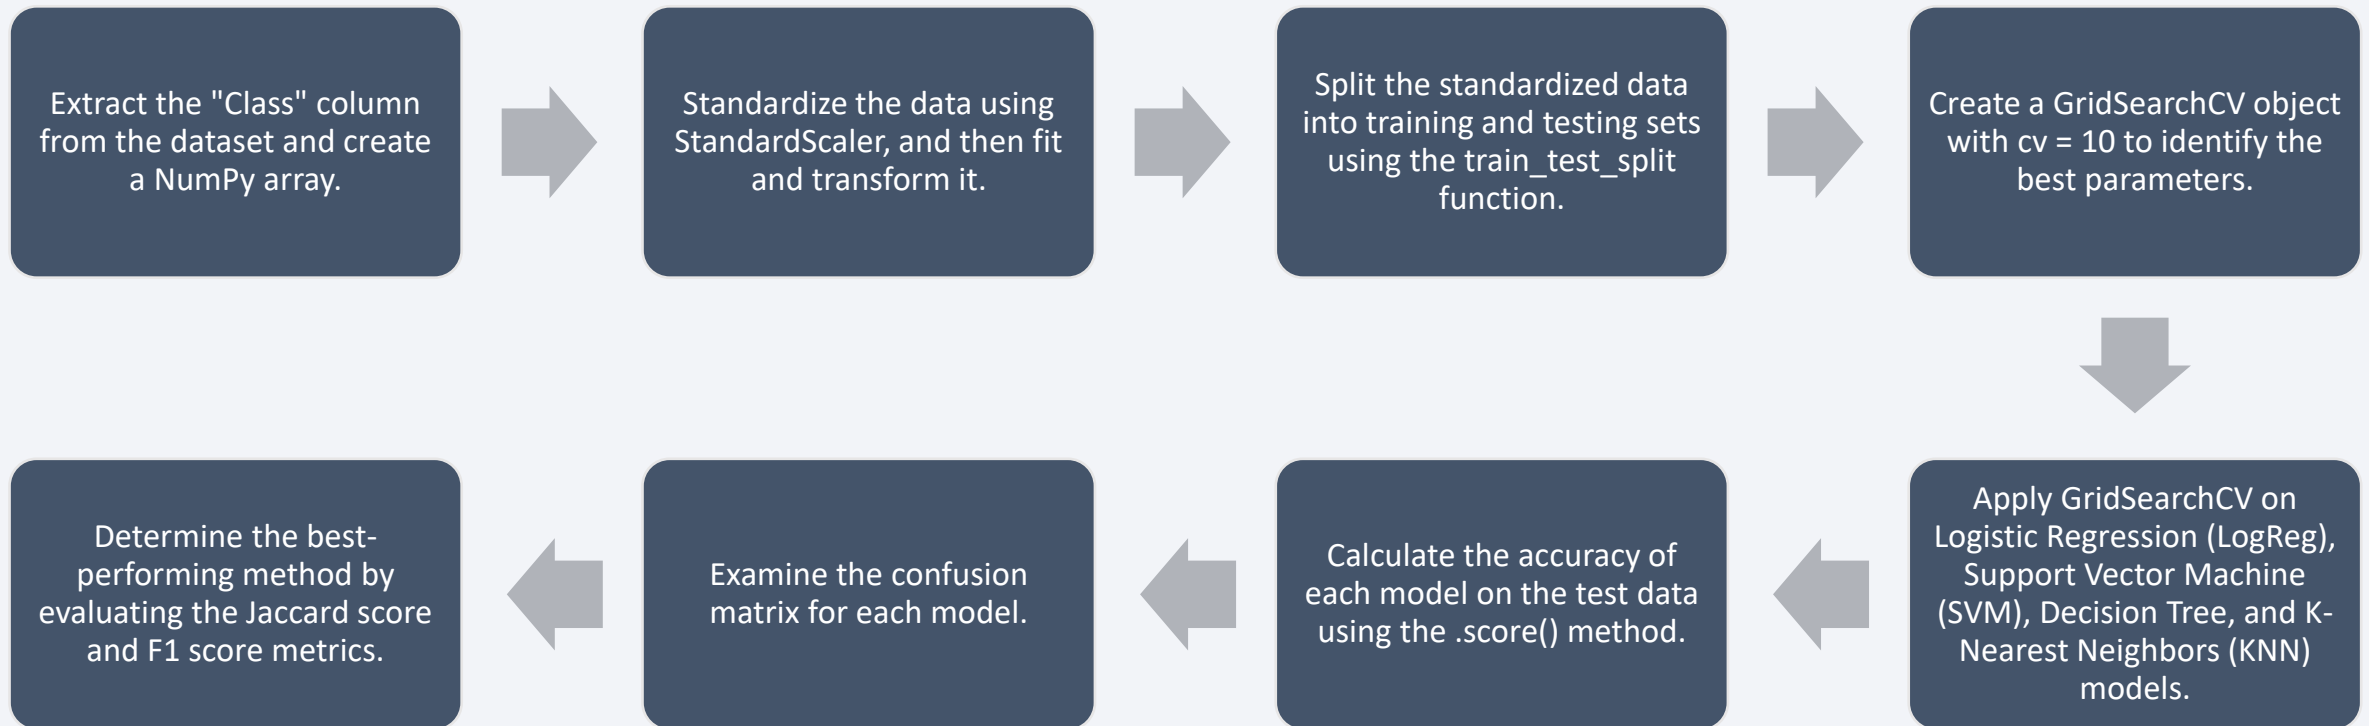 Extract the "Class" column
from the dataset and create
a NumPy array.
Standardize the data using
StandardScaler, and then fit
and transform it.
Split the standardized data
into training and testing sets
using the train_test_split
function.
Create a GridSearchCV object
with cv = 10 to identify the
best parameters.
Apply GridSearchCV on
Logistic Regression (LogReg),
Support Vector Machine
(SVM), Decision Tree, and K-
Nearest Neighbors (KNN)
models.
Calculate the accuracy of
each model on the test data
using the .score() method.
Examine the confusion
matrix for each model.
Determine the best-
performing method by
evaluating the Jaccard score
and F1 score metrics.